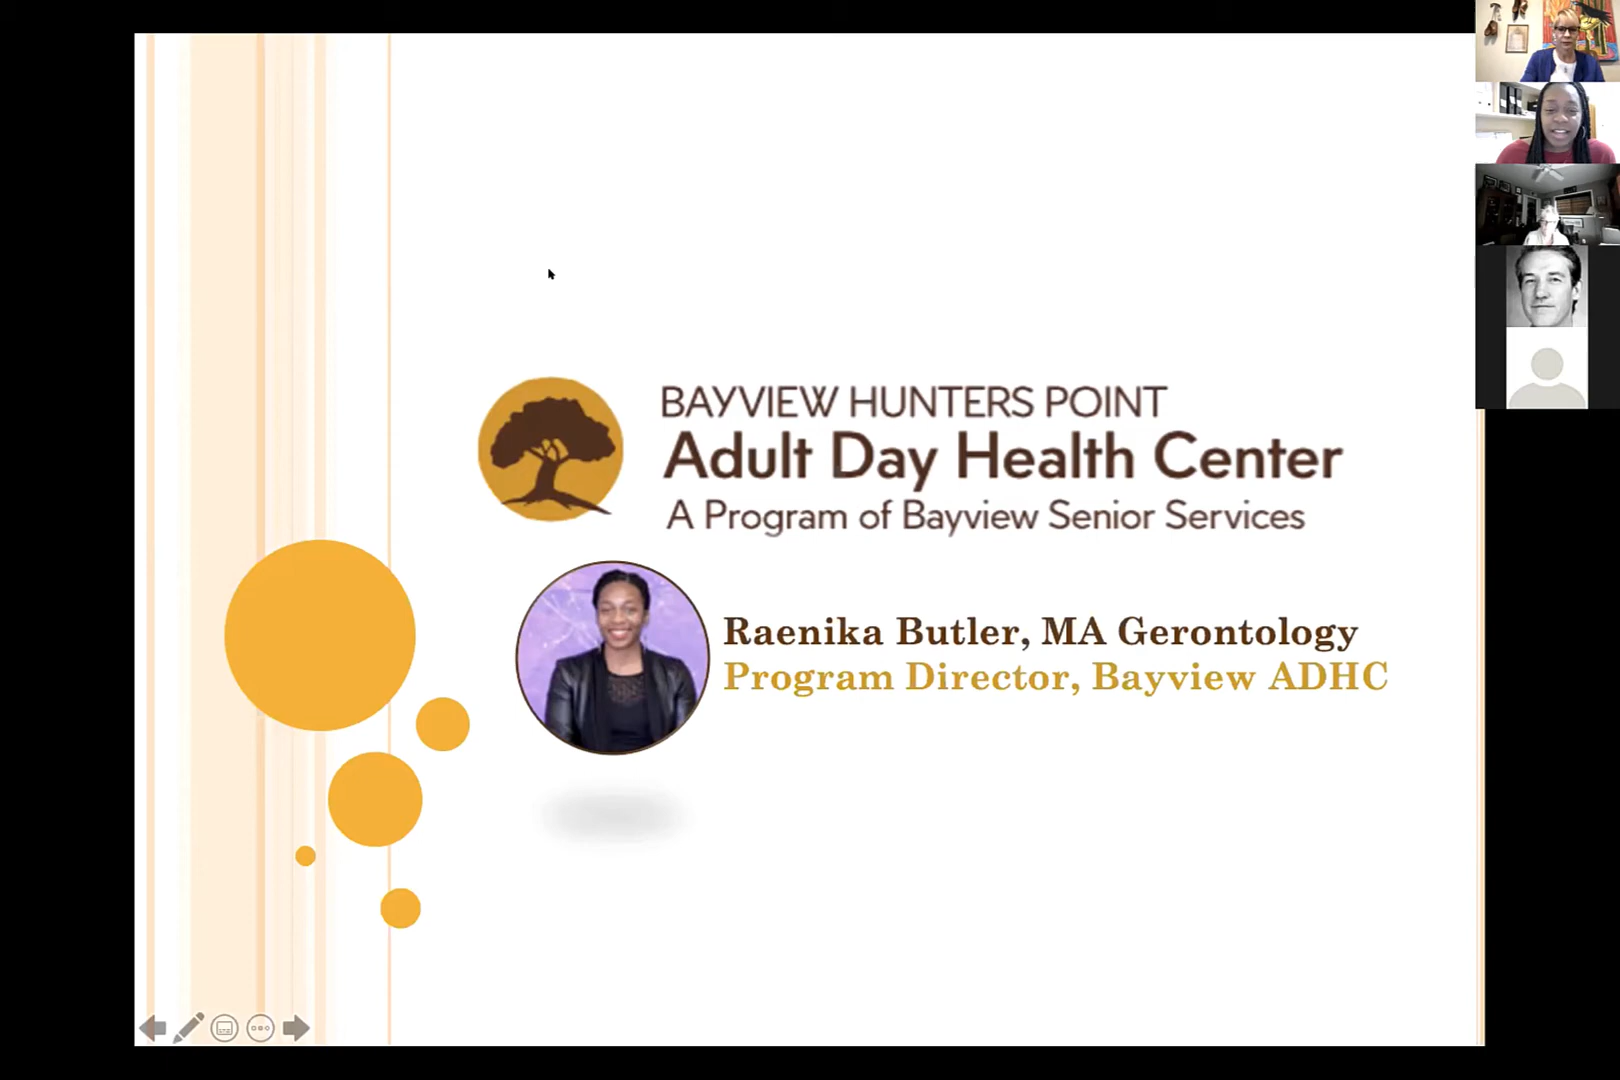 BAYVIEW HUNTERS POINT
Adult Day Health Center
A Program of Bayview Senior Services
Raenika Butler, MA Gerontology
Program Director, Bayview ADHC